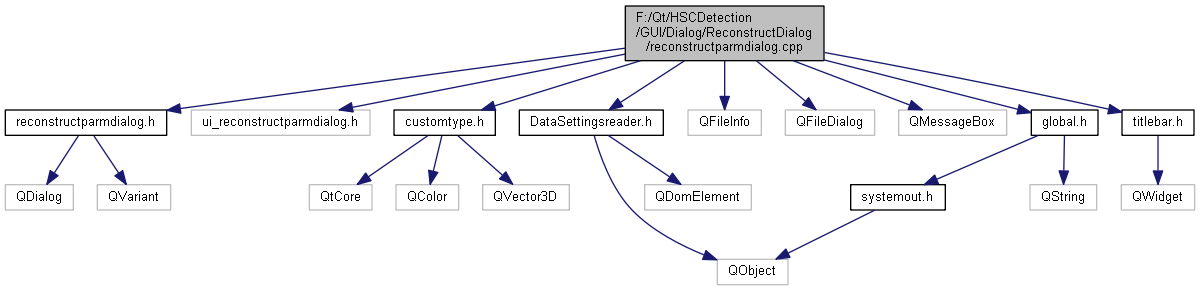 F:/Qt/HSCDetection
/GUI/Dialog/ReconstructDialog
/reconstructparmdialog.cpp
reconstructparmdialog.h
ui_reconstructparmdialog.h
customtype.h
DataSettingsreader.h
QFileInfo
QFileDialog
QMessageBox
global.h
titlebar.h
QDialog
QVariant
QtCore
QColor
QVector3D
QDomElement
systemout.h
QString
QWidget
QObject